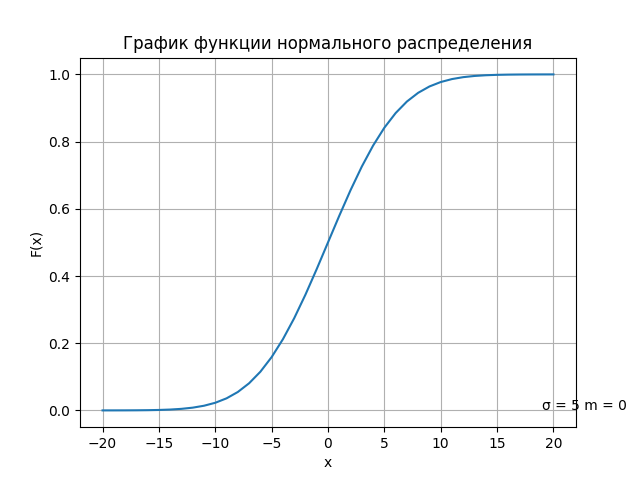 График функции нормального распределения
1.0
0.8
0.6
0.4
0.2
0.0
F(x)
σ = 5 m = 0
−20 −15 −10 −5 0 5 10 15 20
x